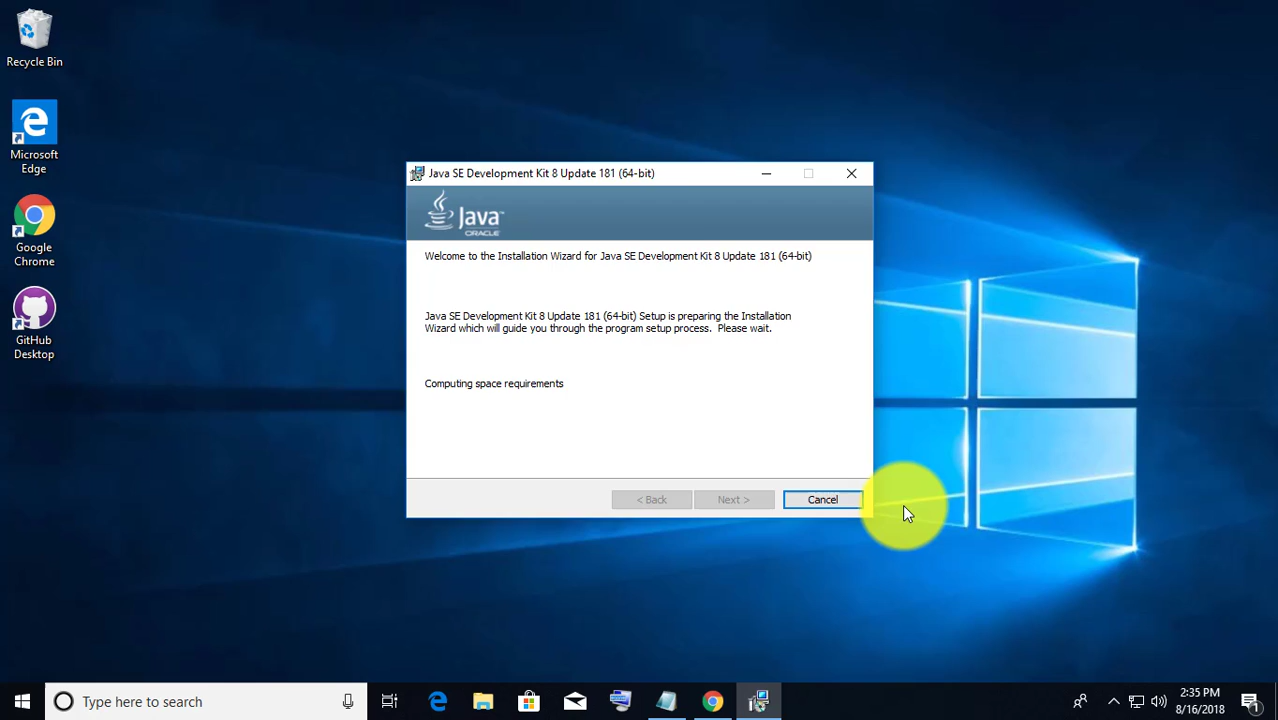 Recycle Bin
Microsoft
Edge
Google
Chrome
GitHub
Desktop
Java SE Development Kit 8 Update 181 (64-bit)
Java™
ORACLE
Welcome to the Installation Wizard for Java SE Development Kit 8 Update 181 (64-bit)
Java SE Development Kit 8 Update 181 (64-bit) Setup is preparing the Installation
Wizard which will guide you through the program setup process. Please wait.
Computing space requirements
< Back
Next >
Cancel
Type here to search
2:35 PM
8/16/2018
1